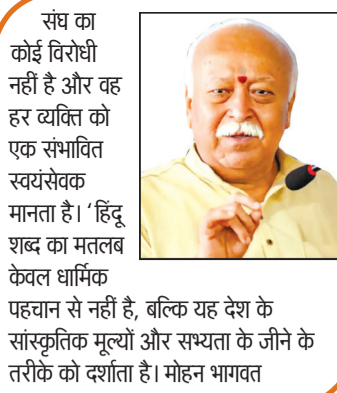 संघ का
कोई विरोधी
नहीं है और वह
हर व्यक्ति को
एक संभावित
स्वयंसेवक
मानता है। ‘हिंदू
शब्द का मतलब
केवल धार्मिक
पहचान से नहीं है, बल्कि यह देश के
सांस्कृतिक मूल्यों और सभ्यता के जीने के
तरीके को दर्शाता है। मोहन भागवत